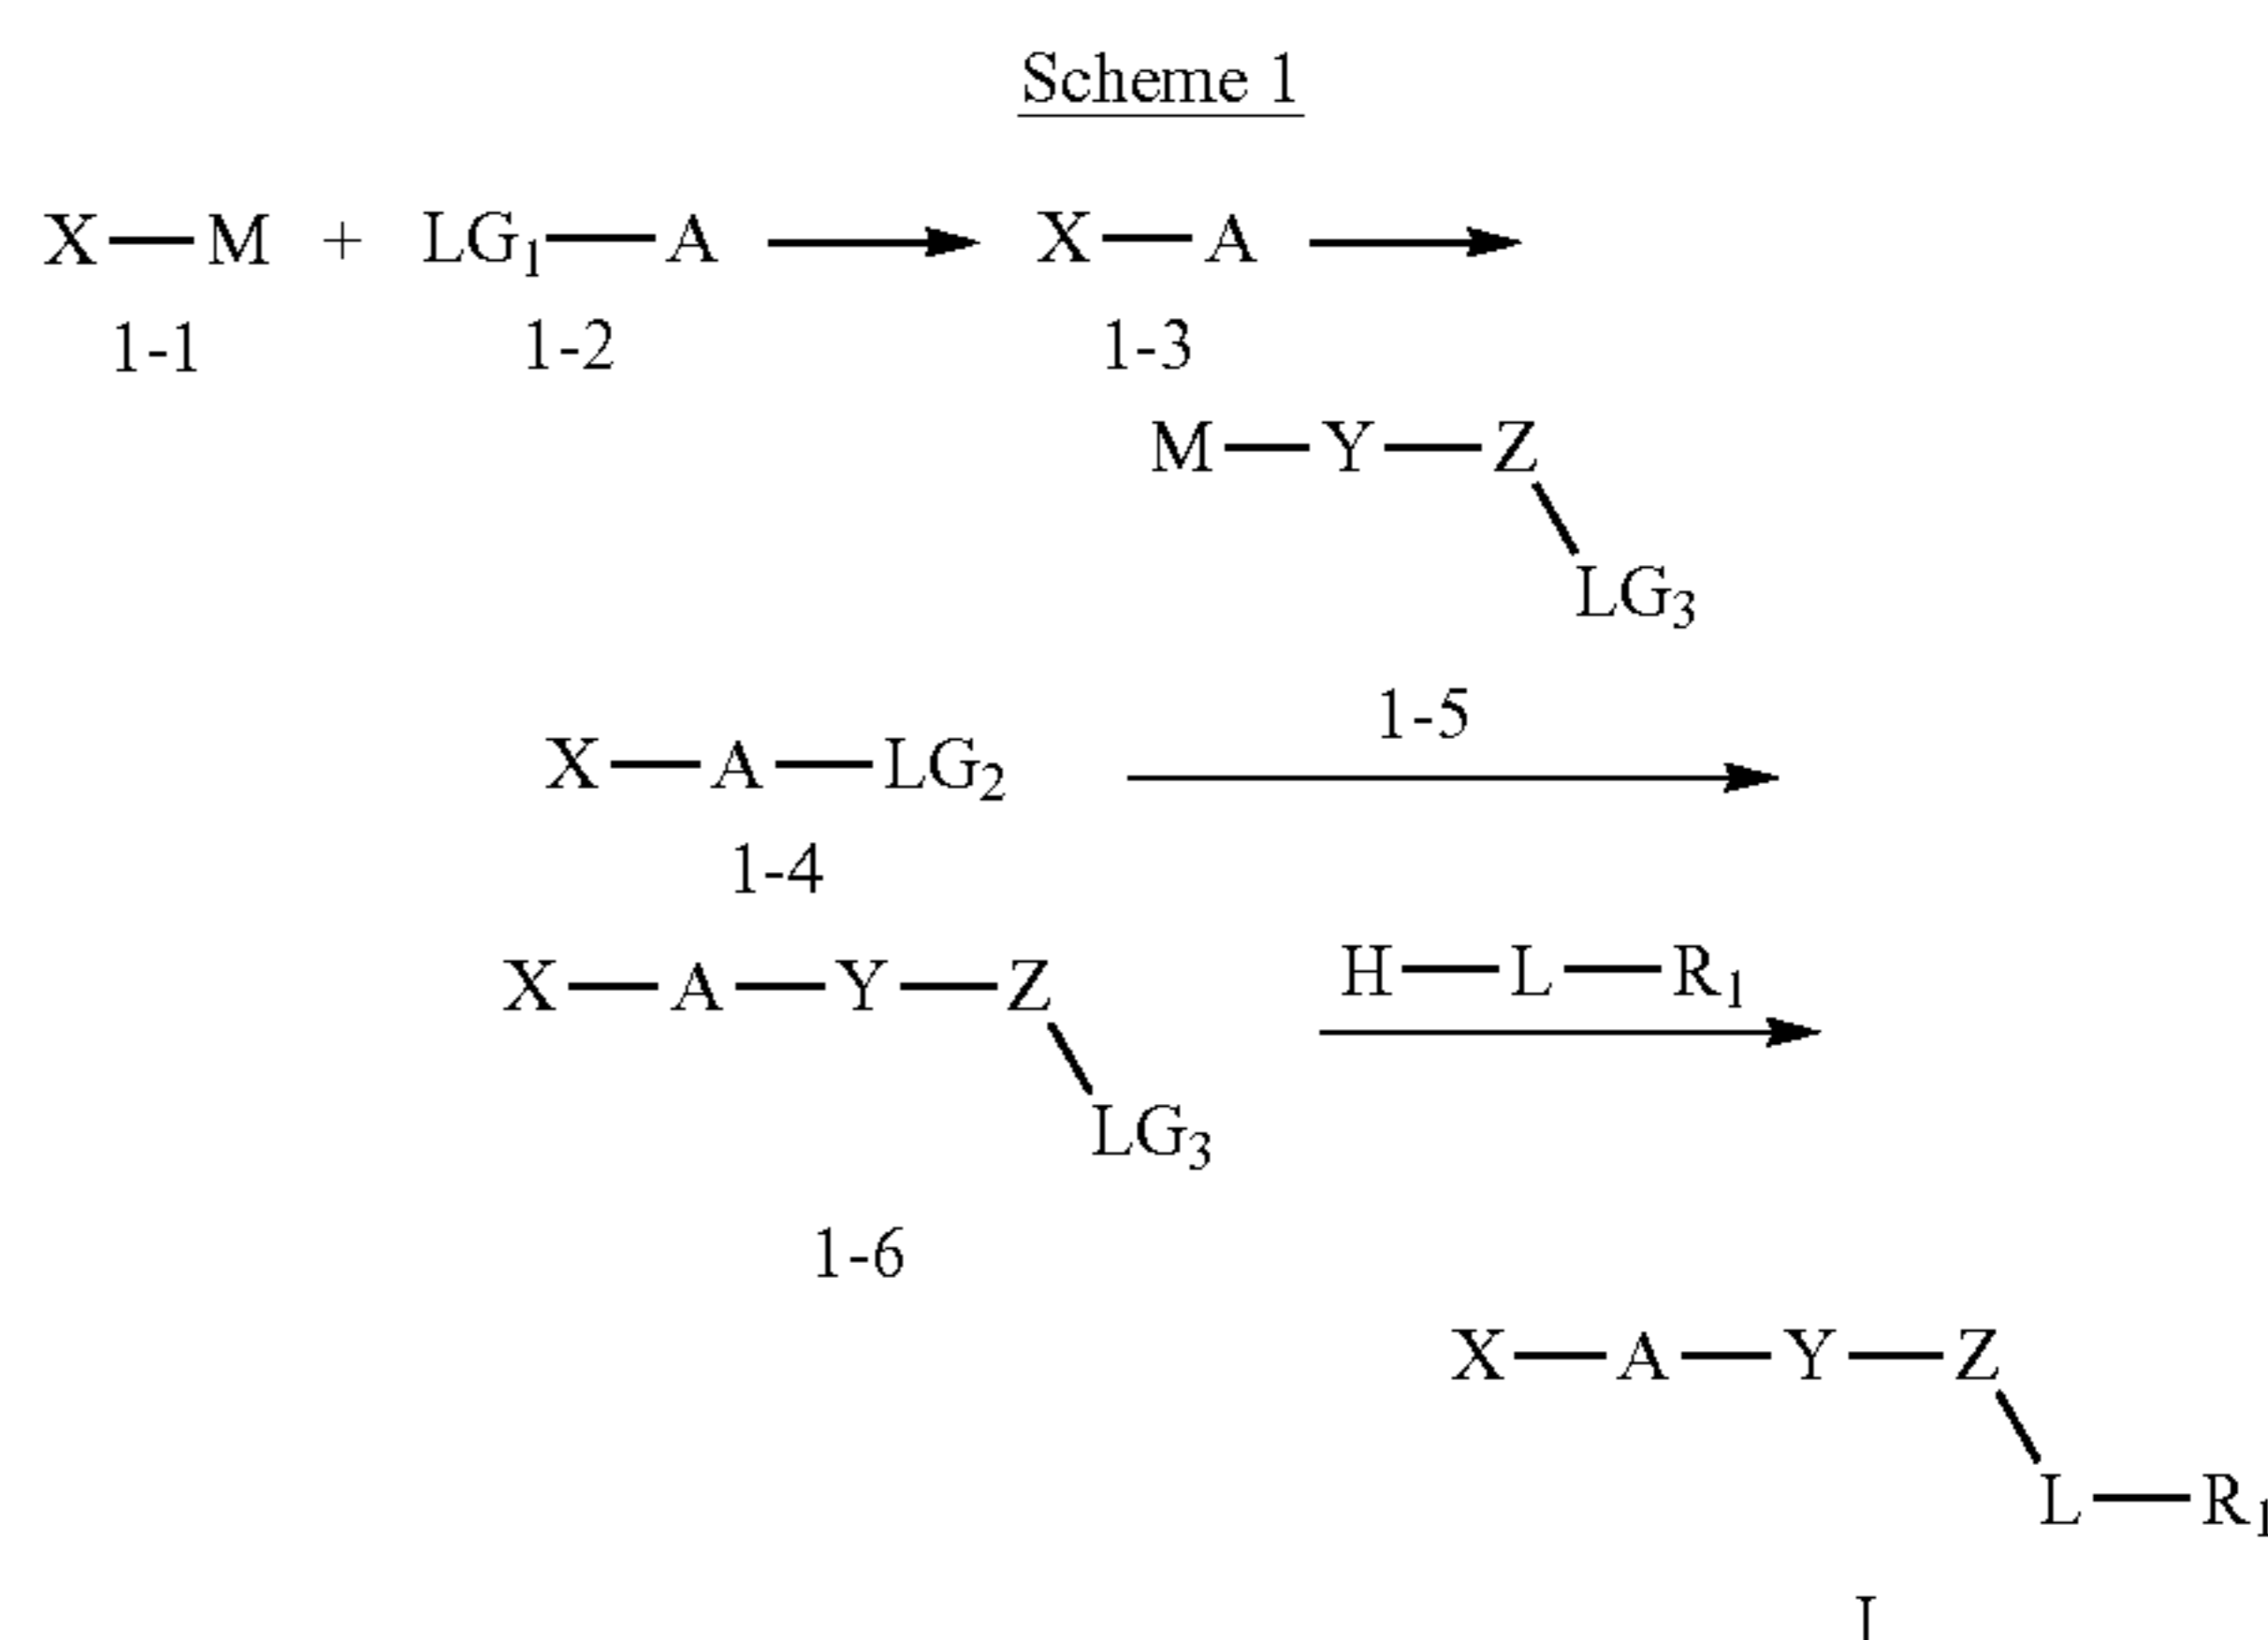 Scheme 1
X—M + LG1—A X—A
1-1 1-2 1-3
M—Y—Z
LG3
1-5
X—A—LG2
1-4
X—A—Y—Z
LG3
H—L—R1
1-6
X—A—Y—Z
L—R1
I